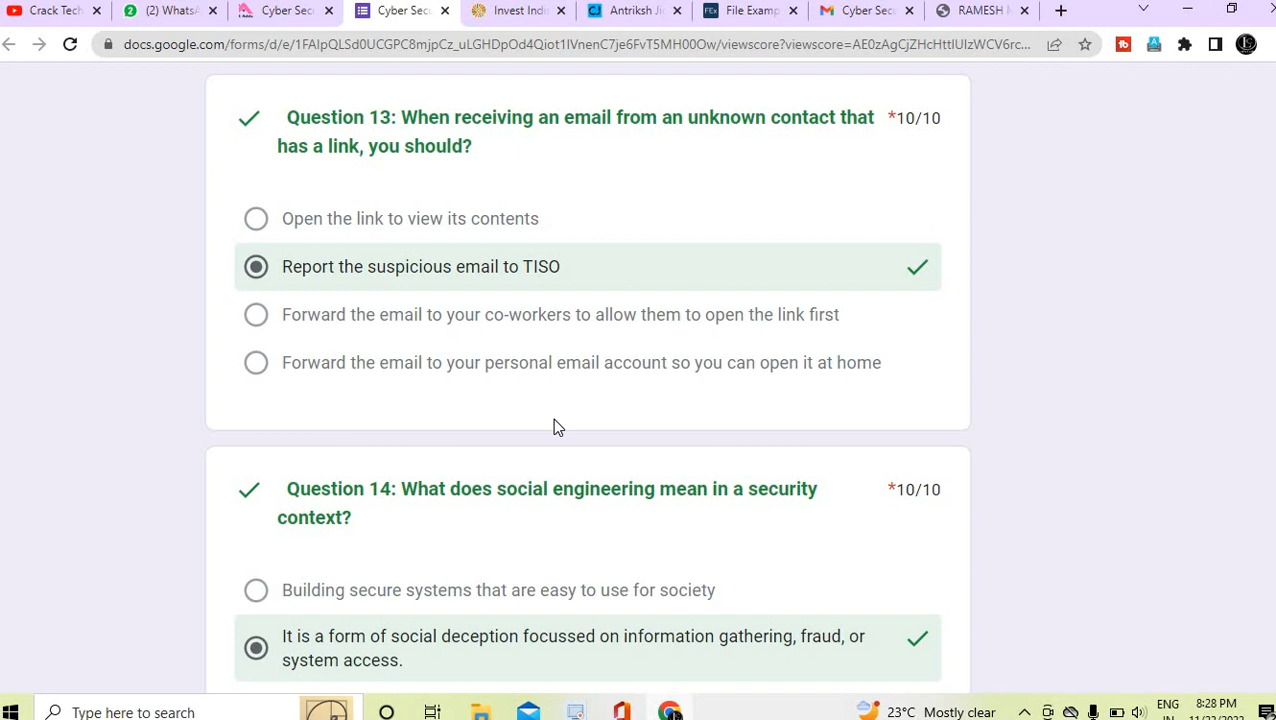 Crack Tech
(2) WhatsA
Cyber Sec
Cyber Sec
Invest Indi
Antriksh Ji
File Examp
Cyber Sec
RAMESH M
docs.google.com/forms/d/e/
/viewscore?viewscore=
Question 13: When receiving an email from an unknown contact that *10/10
has a link, you should?
Open the link to view its contents
Report the suspicious email to TISO
Forward the email to your co-workers to allow them to open the link first
Forward the email to your personal email account so you can open it at home
Question 14: What does social engineering mean in a security *10/10
context?
Building secure systems that are easy to use for society
It is a form of social deception focussed on information gathering, fraud, or
system access.
Type here to search
23°C Mostly clear
ENG
IN
8:28 PM